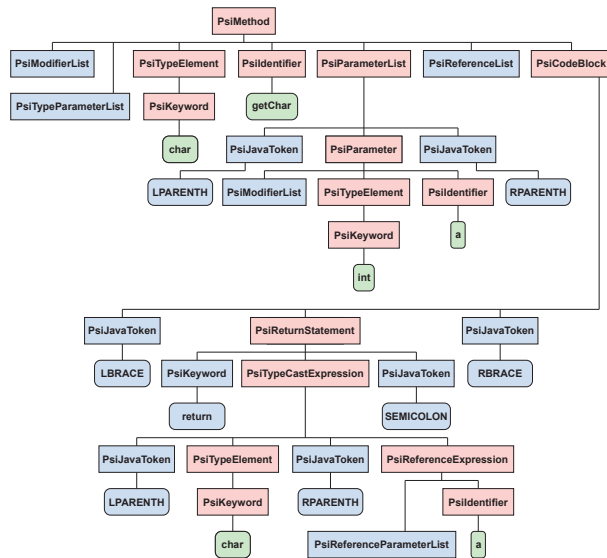 PsiMethod
PsiModifierList PsiTypeElement PsiIdentifier PsiParameterList PsiReferenceList PsiCodeBlock
PsiTypeParameterList PsiKeyword getChar
char PsiJavaToken PsiParameter PsiJavaToken
LPARENTH PsiModifierList PsiTypeElement PsiIdentifier RPARENTH
PsiKeyword a
int
PsiJavaToken PsiReturnStatement PsiJavaToken
LBRACE PsiKeyword PsiTypeCastExpression PsiJavaToken RBRACE
return SEMICOLON
PsiJavaToken PsiTypeElement PsiJavaToken PsiReferenceExpression
LPARENTH PsiKeyword RPARENTH PsiIdentifier
char PsiReferenceParameterList a